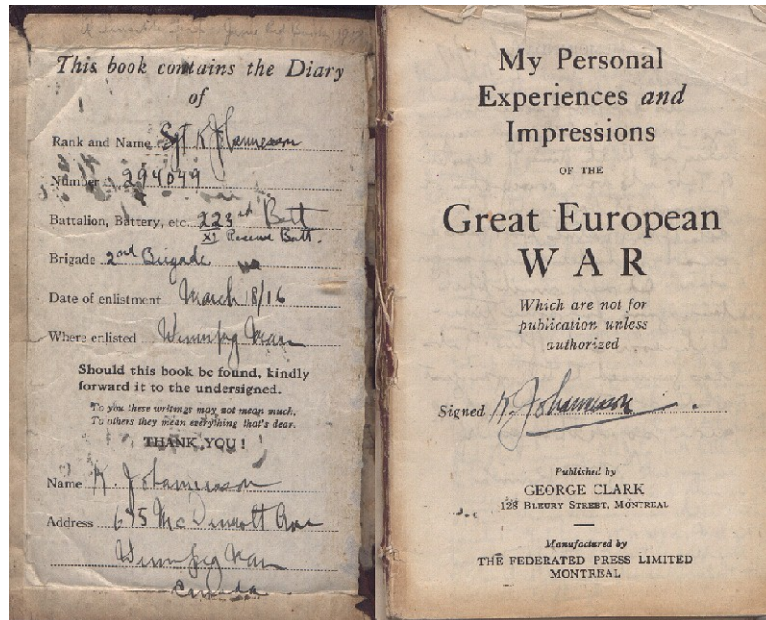 This book contains the Diary
of
Rank and Name Sgt K Johannesson
Number 294049
Battalion, Battery, etc. 223rd Batt
XI Reserve Batt.
Brigade 2nd Brigade
Date of enlistment March 18/16
Where enlisted Winnipeg Man
Should this book be found, kindly
forward it to the undersigned.
To you these writings may not mean much,
To others they mean everything that's dear.
THANK YOU!
Name K. Johannesson
Address 675 McDermott Ave
Winnipeg Man
Canada
My Personal
Experiences and
Impressions
OF THE
Great European
WAR
Which are not for
publication unless
authorized
Signed K. Johannesson
Published by
GEORGE CLARK
128 BLEURY STREET, MONTREAL
Manufactured by
THE FEDERATED PRESS LIMITED
MONTREAL